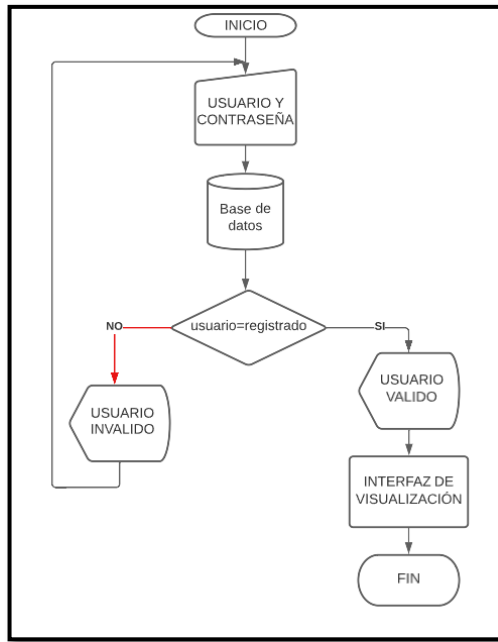 INICIO
USUARIO Y
CONTRASEÑA
Base de
datos
usuario=registrado
NO
SI
USUARIO
INVALIDO
USUARIO
VALIDO
INTERFAZ DE
VISUALIZACIÓN
FIN